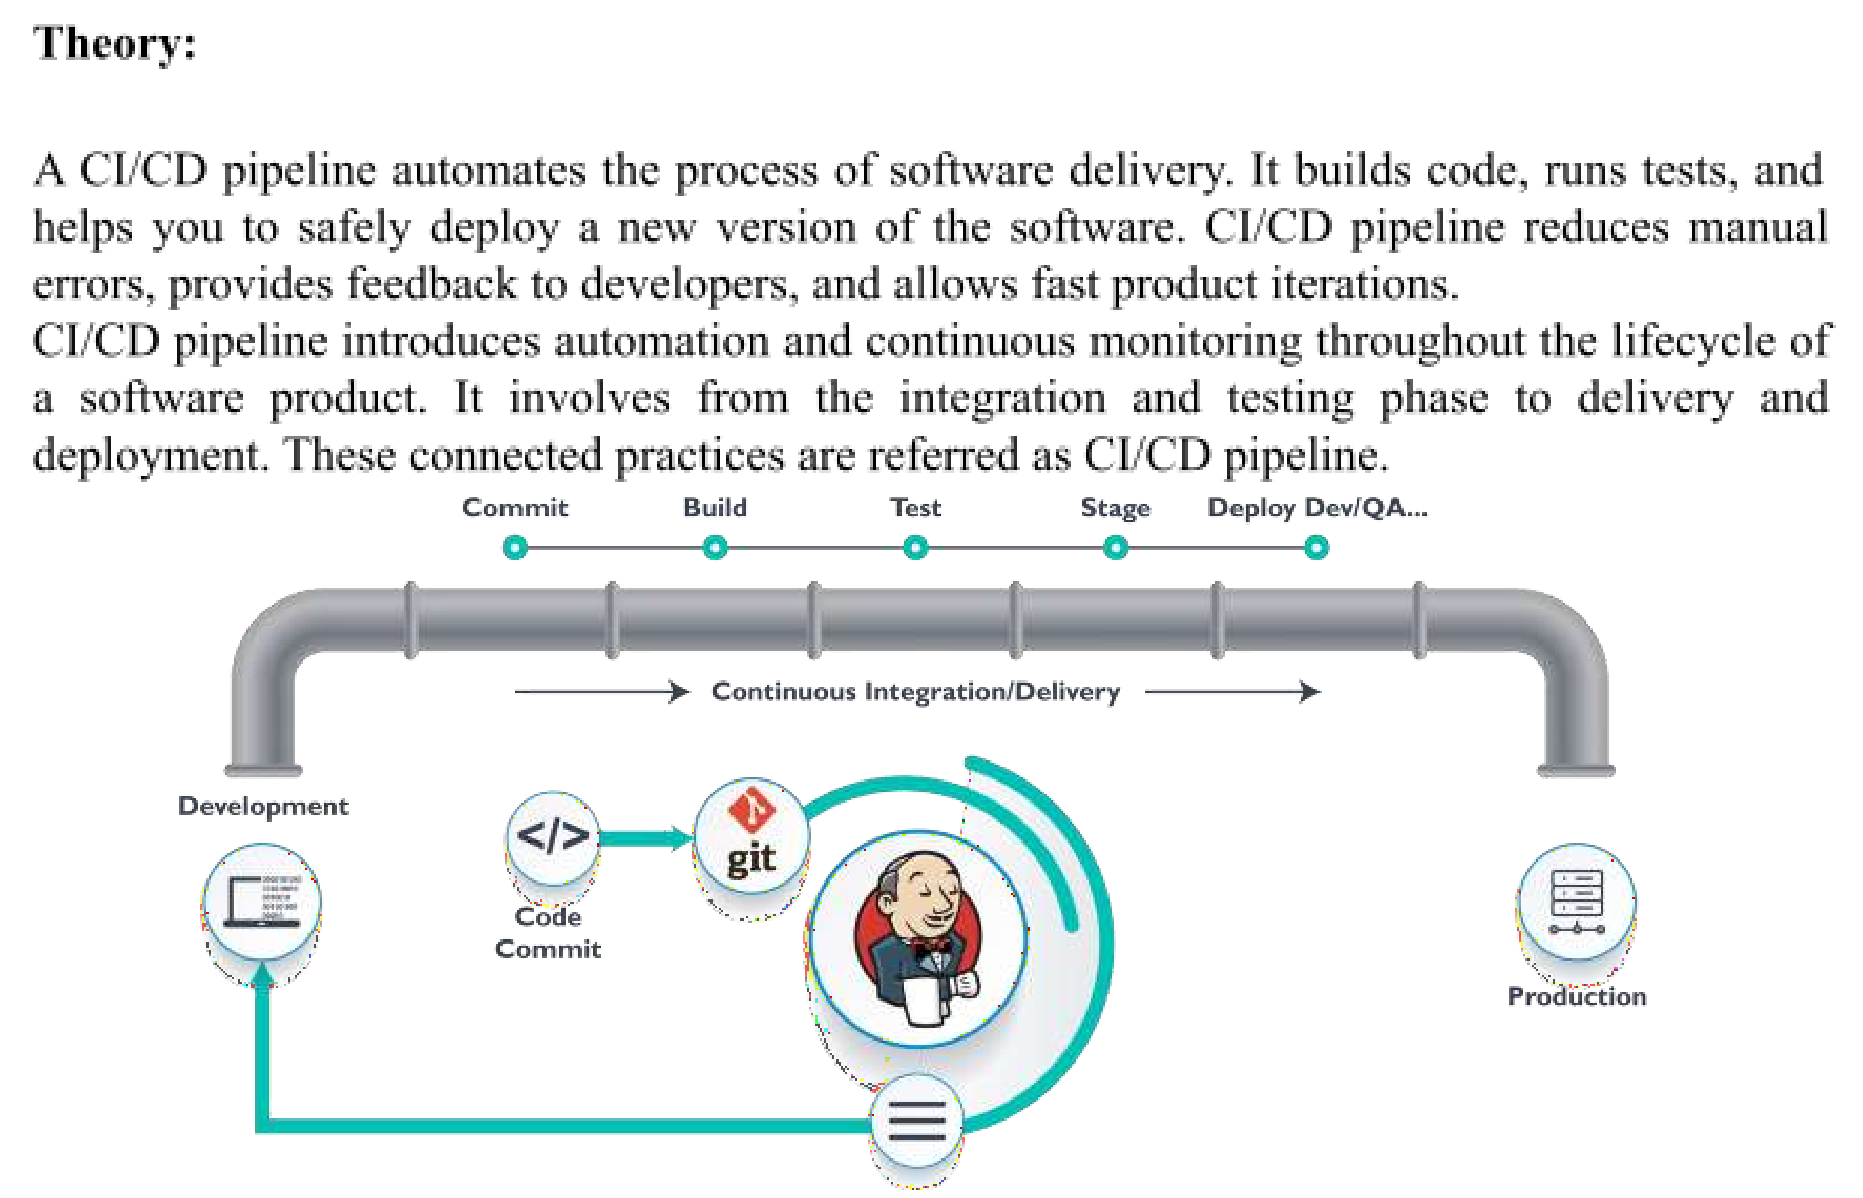 Theory:
A CI/CD pipeline automates the process of software delivery. It builds code, runs tests, and
helps you to safely deploy a new version of the software. CI/CD pipeline reduces manual
errors, provides feedback to developers, and allows fast product iterations.
CI/CD pipeline introduces automation and continuous monitoring throughout the lifecycle of
a software product. It involves from the integration and testing phase to delivery and
deployment. These connected practices are referred as CI/CD pipeline.
Commit Build Test Stage Deploy Dev/QA...
Continuous Integration/Delivery
Development
</>
git
Code
Commit
Production